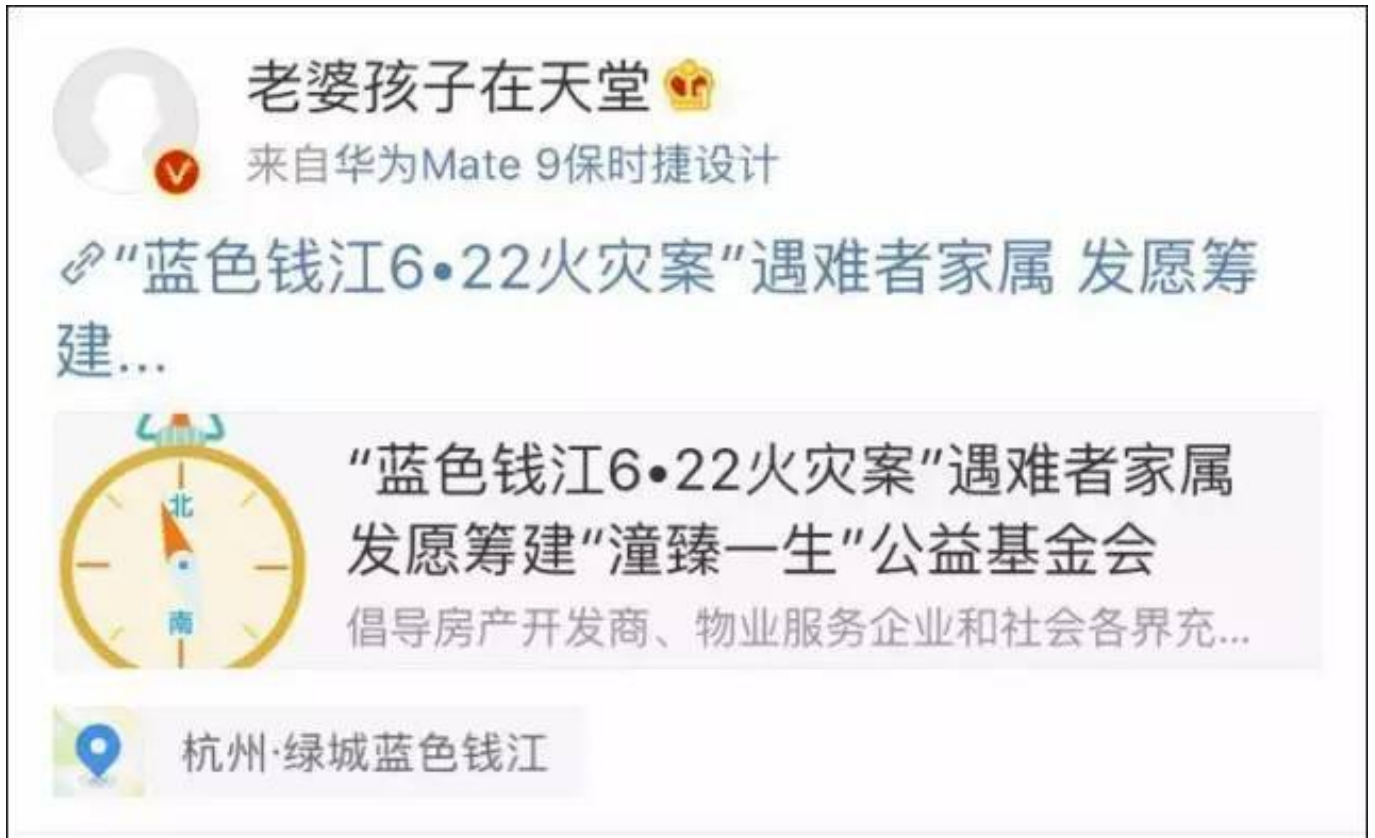 老婆孩子在天堂
来自华为Mate 9保时捷设计
“蓝色钱江6•22火灾案”遇难者家属 发愿筹
建...
“蓝色钱江6•22火灾案”遇难者家属
发愿筹建“潼臻一生”公益基金会
倡导房产开发商、物业服务企业和社会各界充...
北
南
杭州·绿城蓝色钱江